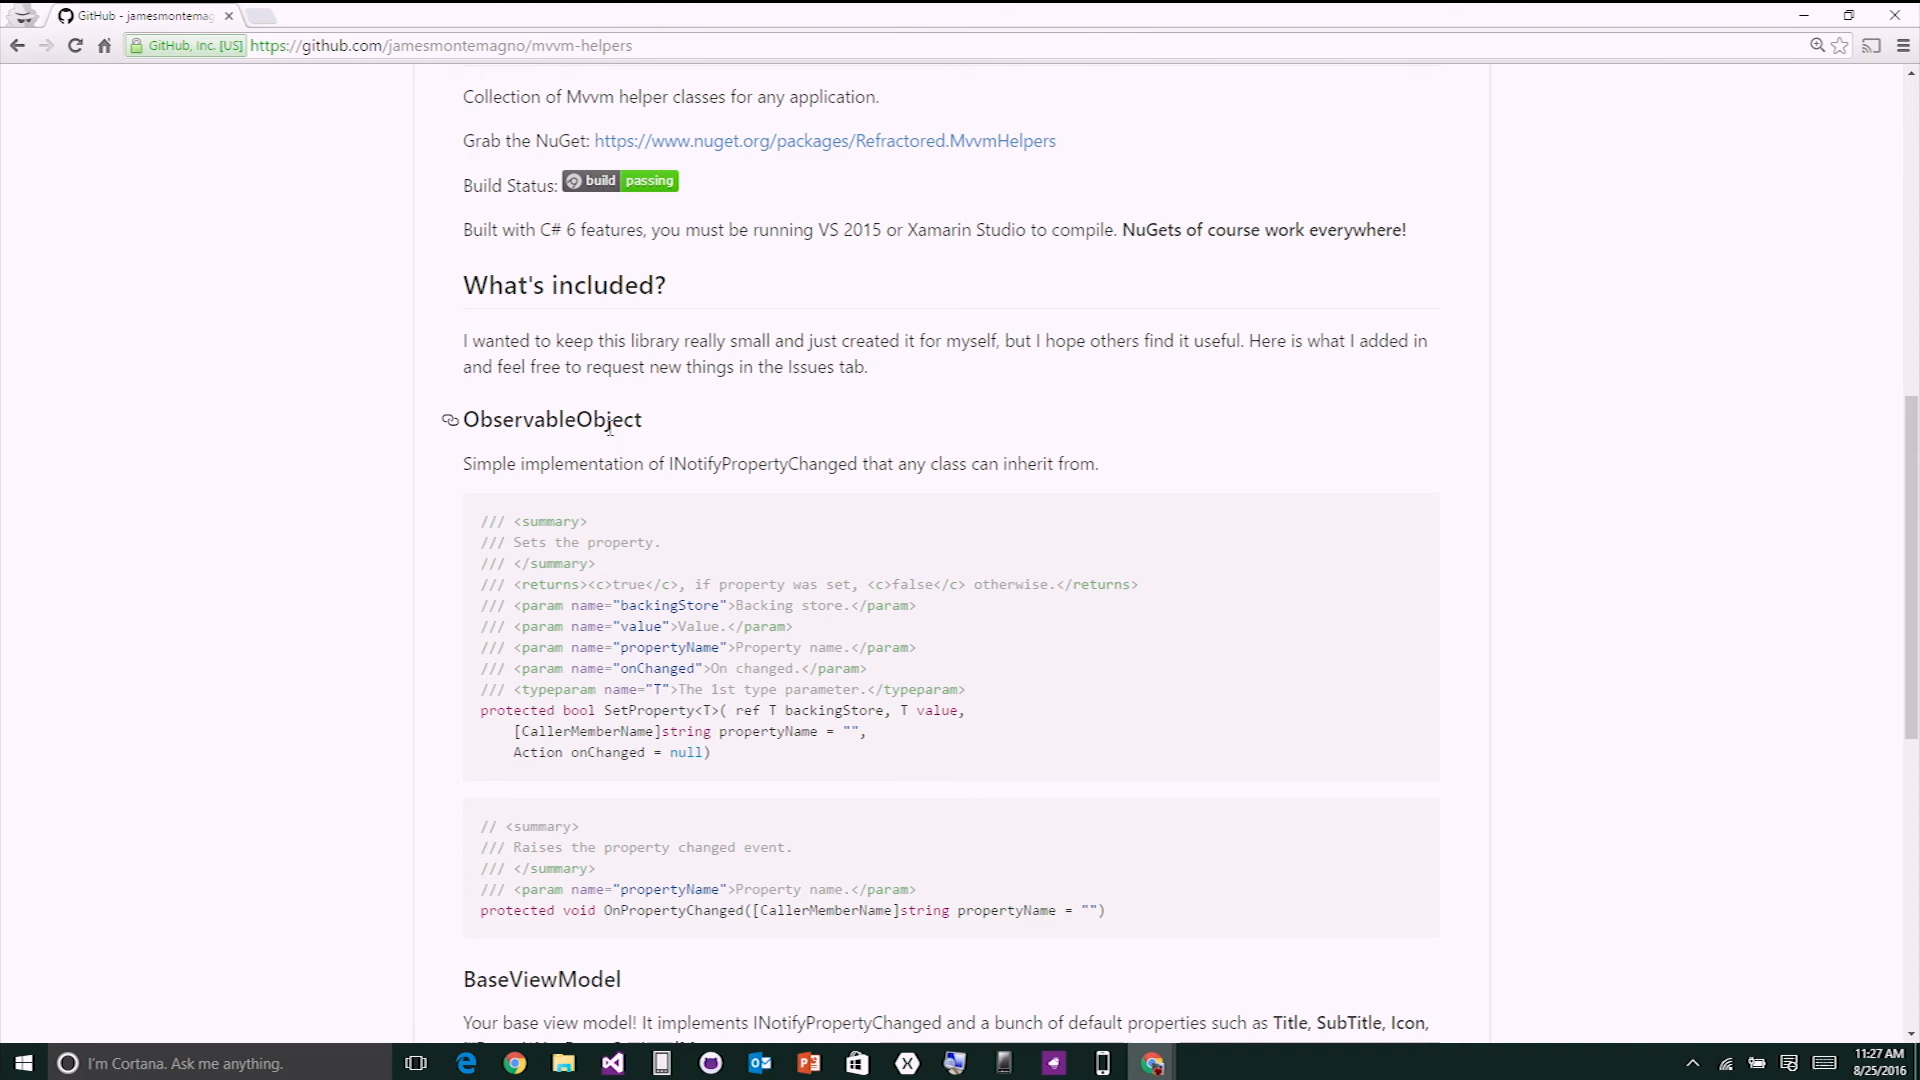 GitHub - jamesmontemag
GitHub, Inc. [US] https://github.com/jamesmontemagno/mvvm-helpers
Collection of Mvvm helper classes for any application.
Grab the NuGet: https://www.nuget.org/packages/Refractored.MvvmHelpers
Build Status: build passing
Built with C# 6 features, you must be running VS 2015 or Xamarin Studio to compile. NuGets of course work everywhere!
What's included?
I wanted to keep this library really small and just created it for myself, but I hope others find it useful. Here is what I added in
and feel free to request new things in the Issues tab.
ObservableObject
Simple implementation of INotifyPropertyChanged that any class can inherit from.
/// <summary>
/// Sets the property.
/// </summary>
/// <returns><c>true</c>, if property was set, <c>false</c> otherwise.</returns>
/// <param name="backingStore">Backing store.</param>
/// <param name="value">Value.</param>
/// <param name="propertyName">Property name.</param>
/// <param name="onChanged">On changed.</param>
/// <typeparam name="T">The 1st type parameter.</typeparam>
protected bool SetProperty<T>( ref T backingStore, T value,
[CallerMemberName]string propertyName = "",
Action onChanged = null)
// <summary>
/// Raises the property changed event.
/// </summary>
/// <param name="propertyName">Property name.</param>
protected void OnPropertyChanged([CallerMemberName]string propertyName = "")
BaseViewModel
Your base view model! It implements INotifyPropertyChanged and a bunch of default properties such as Title, SubTitle, Icon,
I'm Cortana. Ask me anything.
11:27 AM
8/25/2016